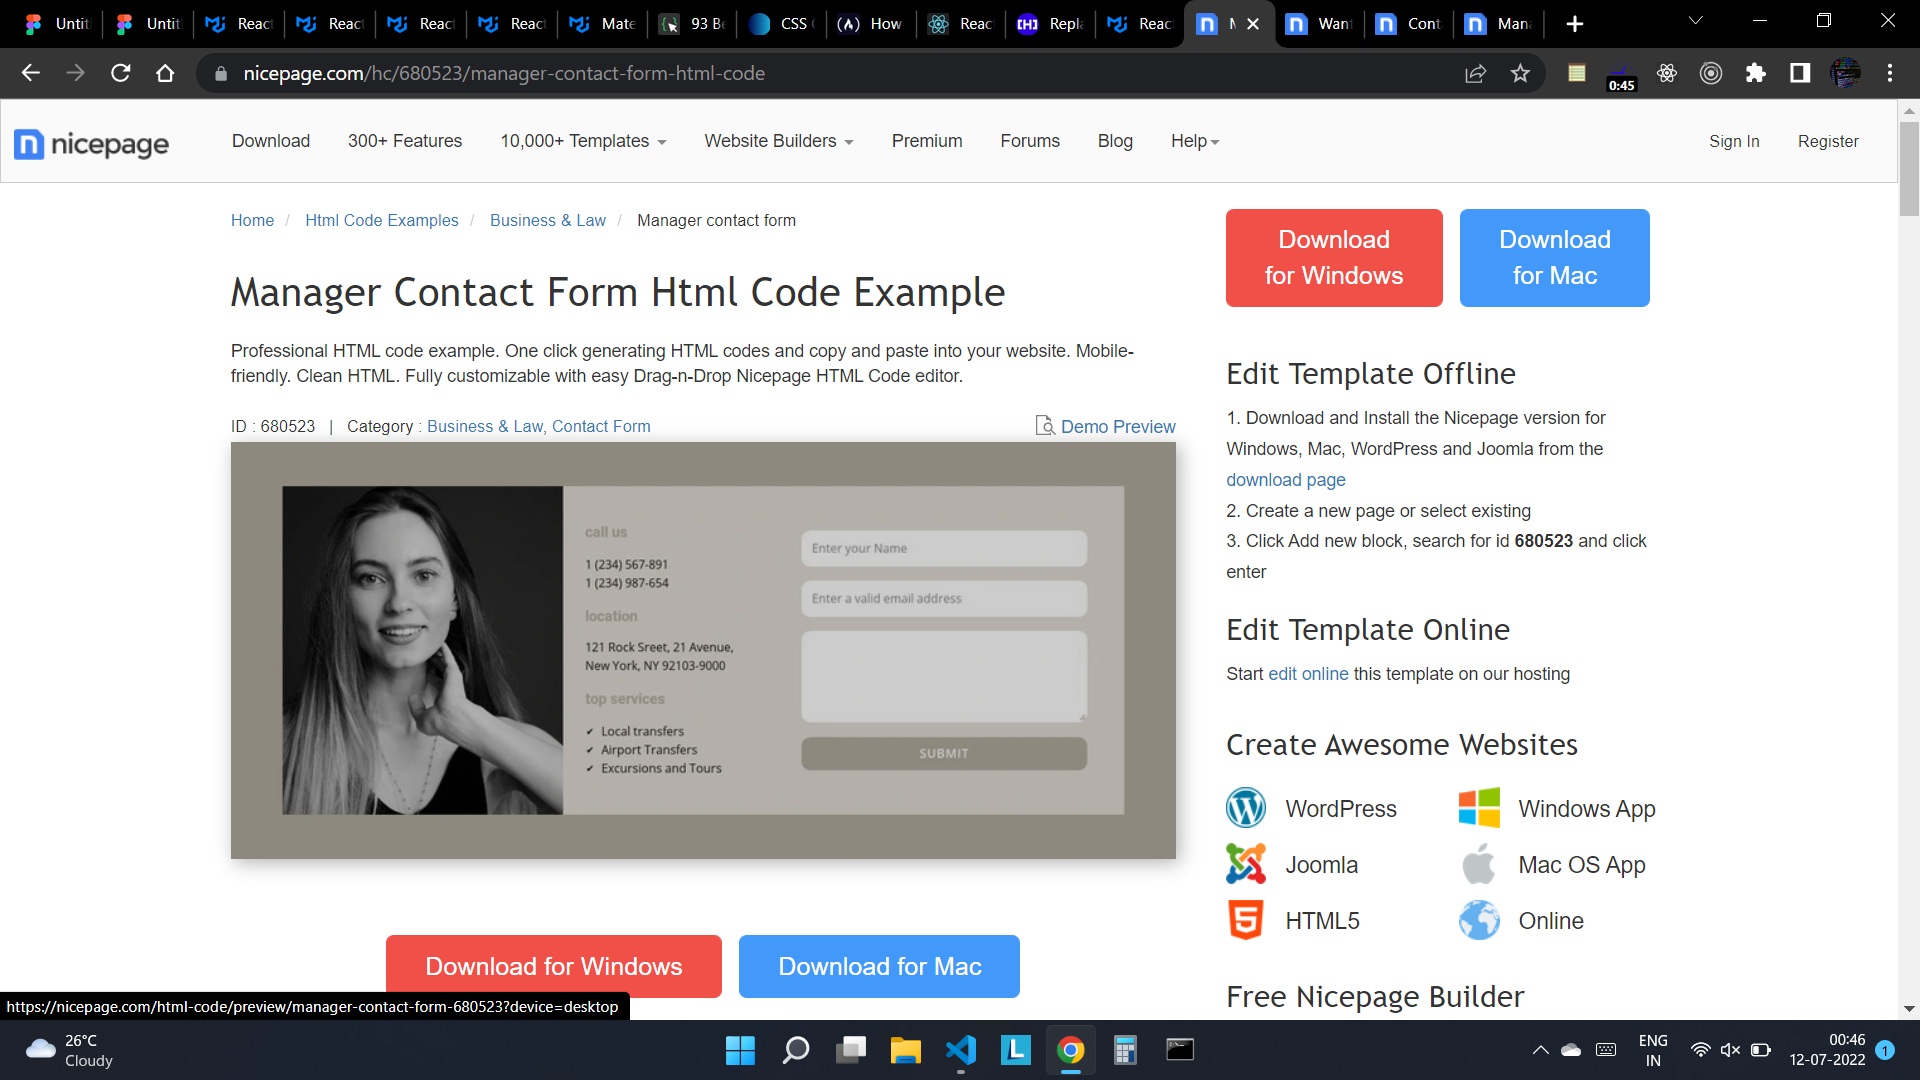 Untit
Untit
React
React
React
React
Mate
93 Be
CSS
How
React
Repla
React
Want
Cont
Mana
nicepage.com/hc/680523/manager-contact-form-html-code
0:45
nicepage
Download
300+ Features
10,000+ Templates
Website Builders
Premium
Forums
Blog
Help
Sign In
Register
Home / Html Code Examples / Business & Law / Manager contact form
Manager Contact Form Html Code Example
Professional HTML code example. One click generating HTML codes and copy and paste into your website. Mobile-
friendly. Clean HTML. Fully customizable with easy Drag-n-Drop Nicepage HTML Code editor.
ID : 680523 | Category : Business & Law, Contact Form
Demo Preview
call us
1 (234) 567-891
1 (234) 987-654
location
121 Rock Sreet, 21 Avenue,
New York, NY 92103-9000
top services
✔ Local transfers
✔ Airport Transfers
✔ Excursions and Tours
Enter your Name
Enter a valid email address
SUBMIT
Download for Windows
Download for Mac
Download
for Windows
Download
for Mac
Edit Template Offline
1. Download and Install the Nicepage version for
Windows, Mac, WordPress and Joomla from the
download page
2. Create a new page or select existing
3. Click Add new block, search for id 680523 and click
enter
Edit Template Online
Start edit online this template on our hosting
Create Awesome Websites
WordPress
Windows App
Joomla
Mac OS App
HTML5
Online
Free Nicepage Builder
https://nicepage.com/html-code/preview/manager-contact-form-680523?device=desktop
26°C
Cloudy
ENG
IN
00:46
12-07-2022
1